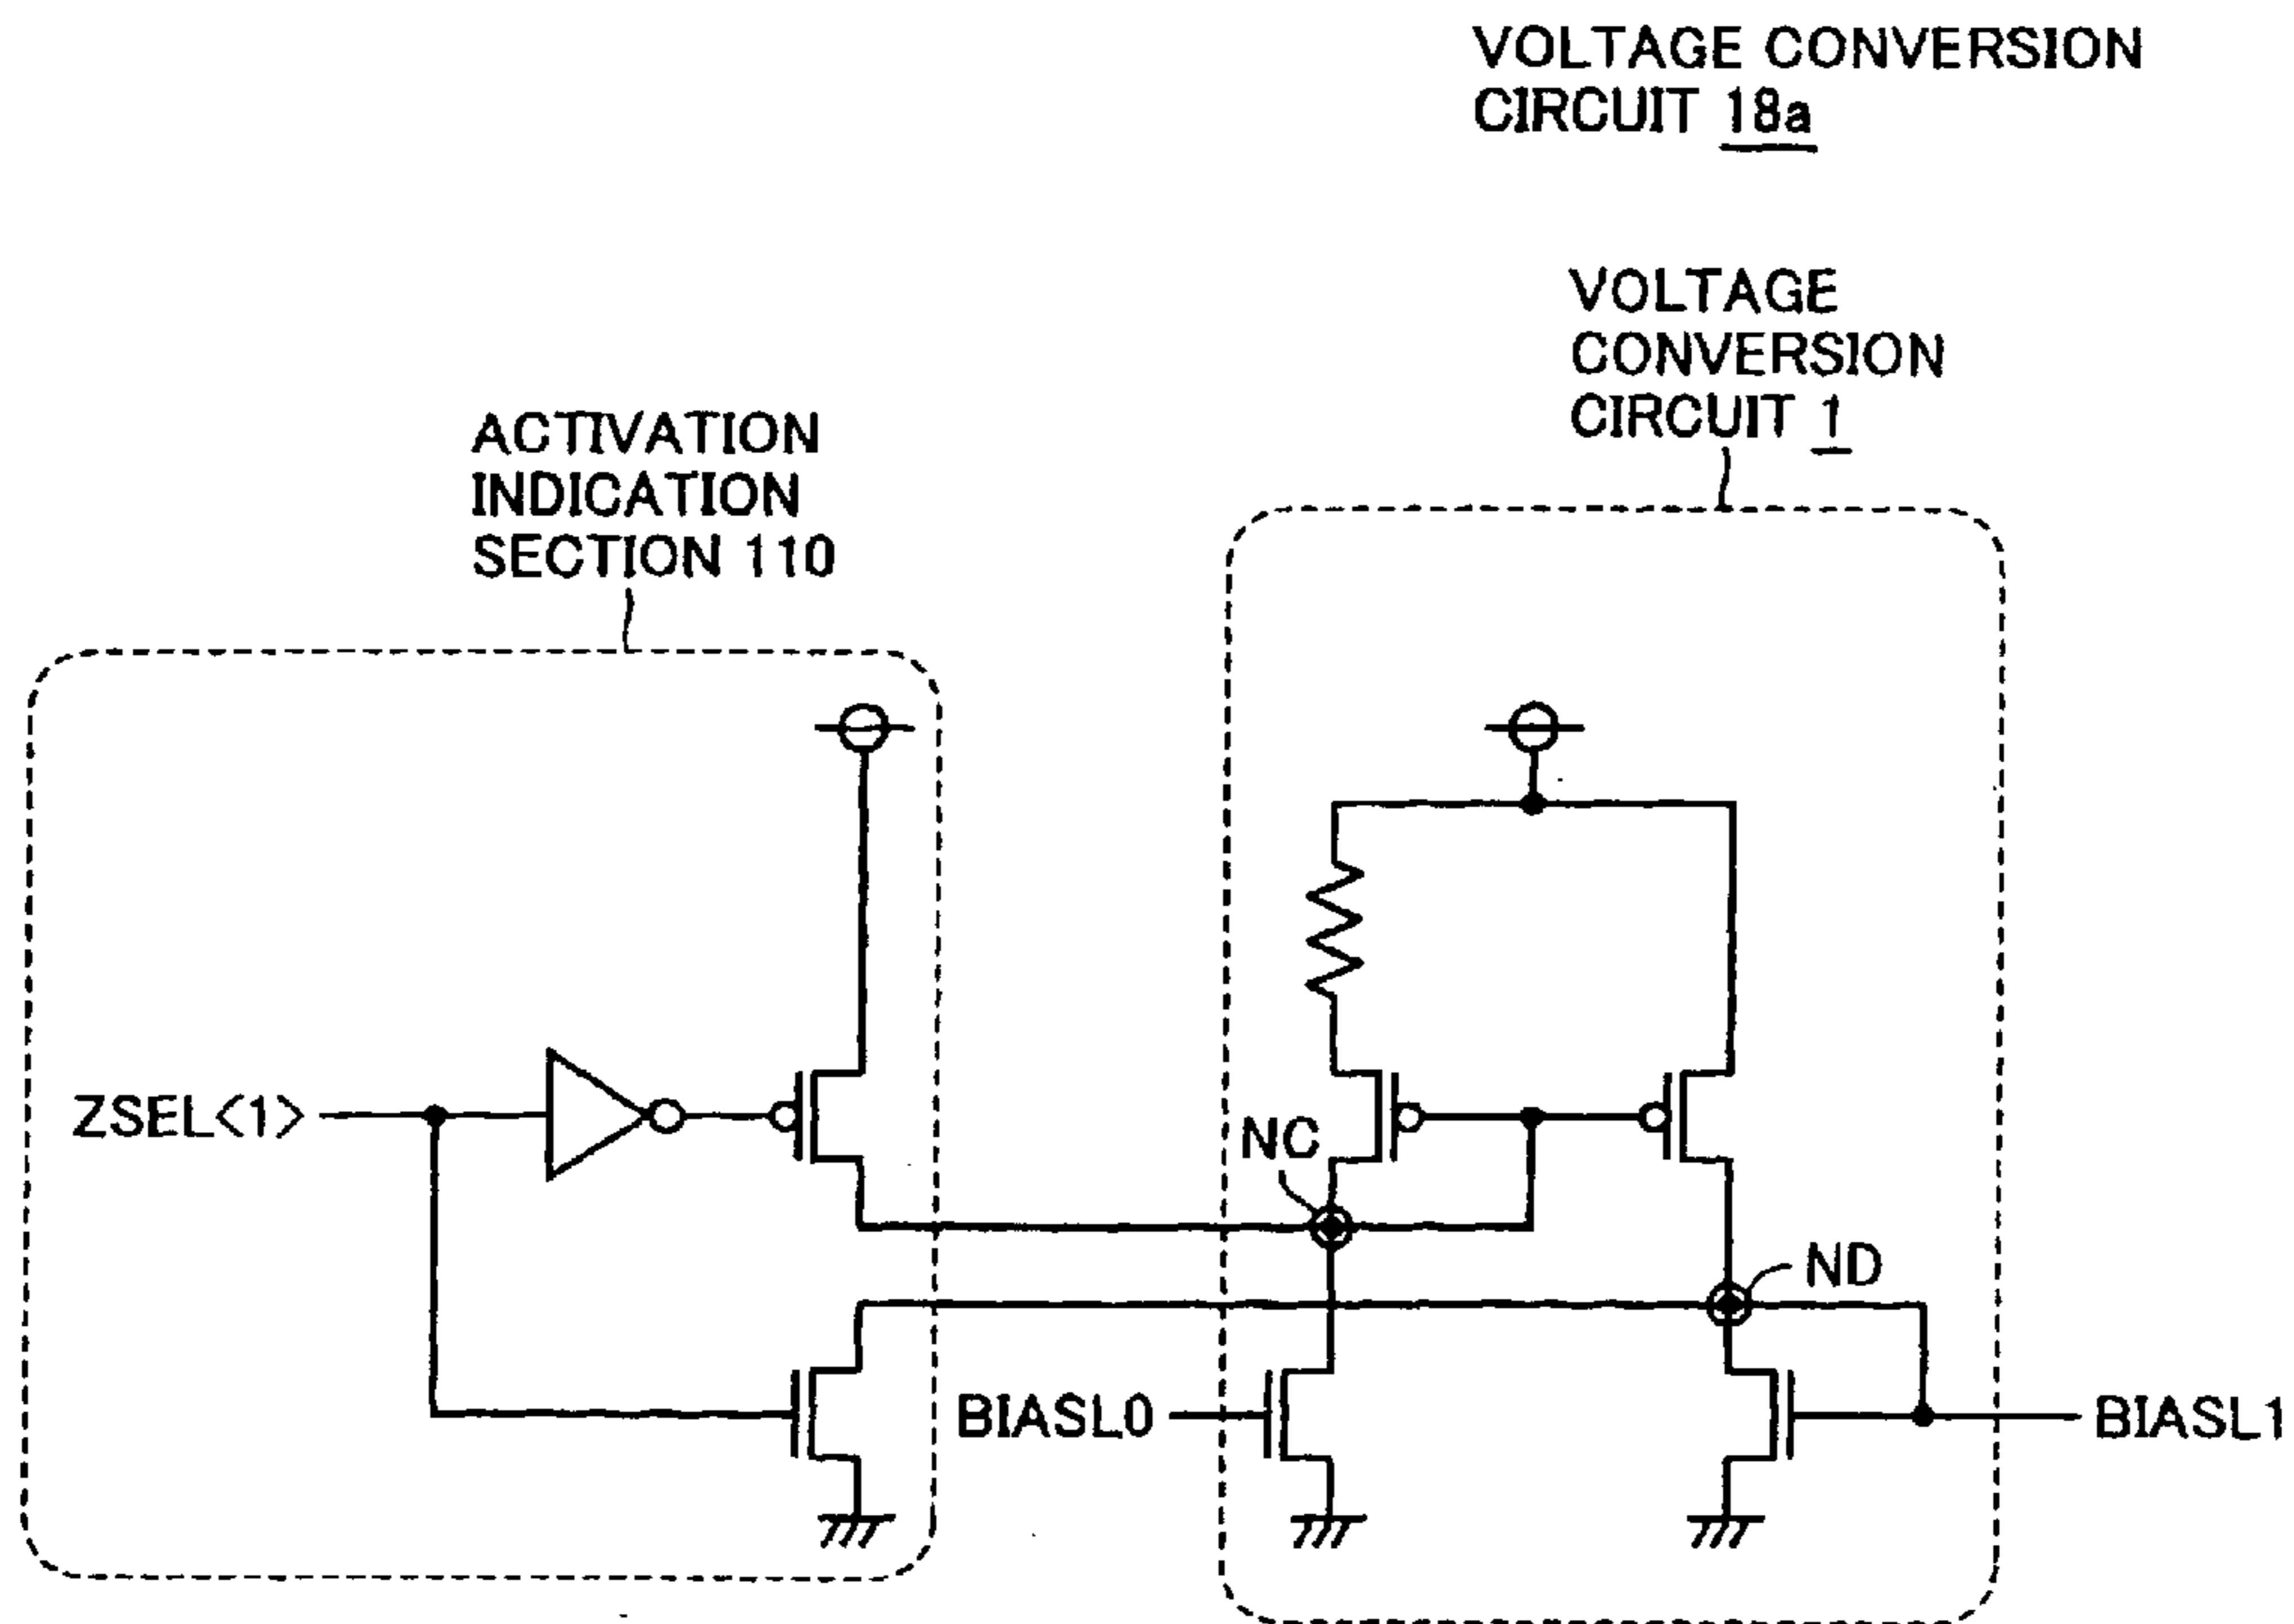 VOLTAGE CONVERSION
CIRCUIT 18a
VOLTAGE
CONVERSION
CIRCUIT 1
ACTIVATION
INDICATION
SECTION 110
ZSEL<1>
NC
ND
BIASL0
BIASL1